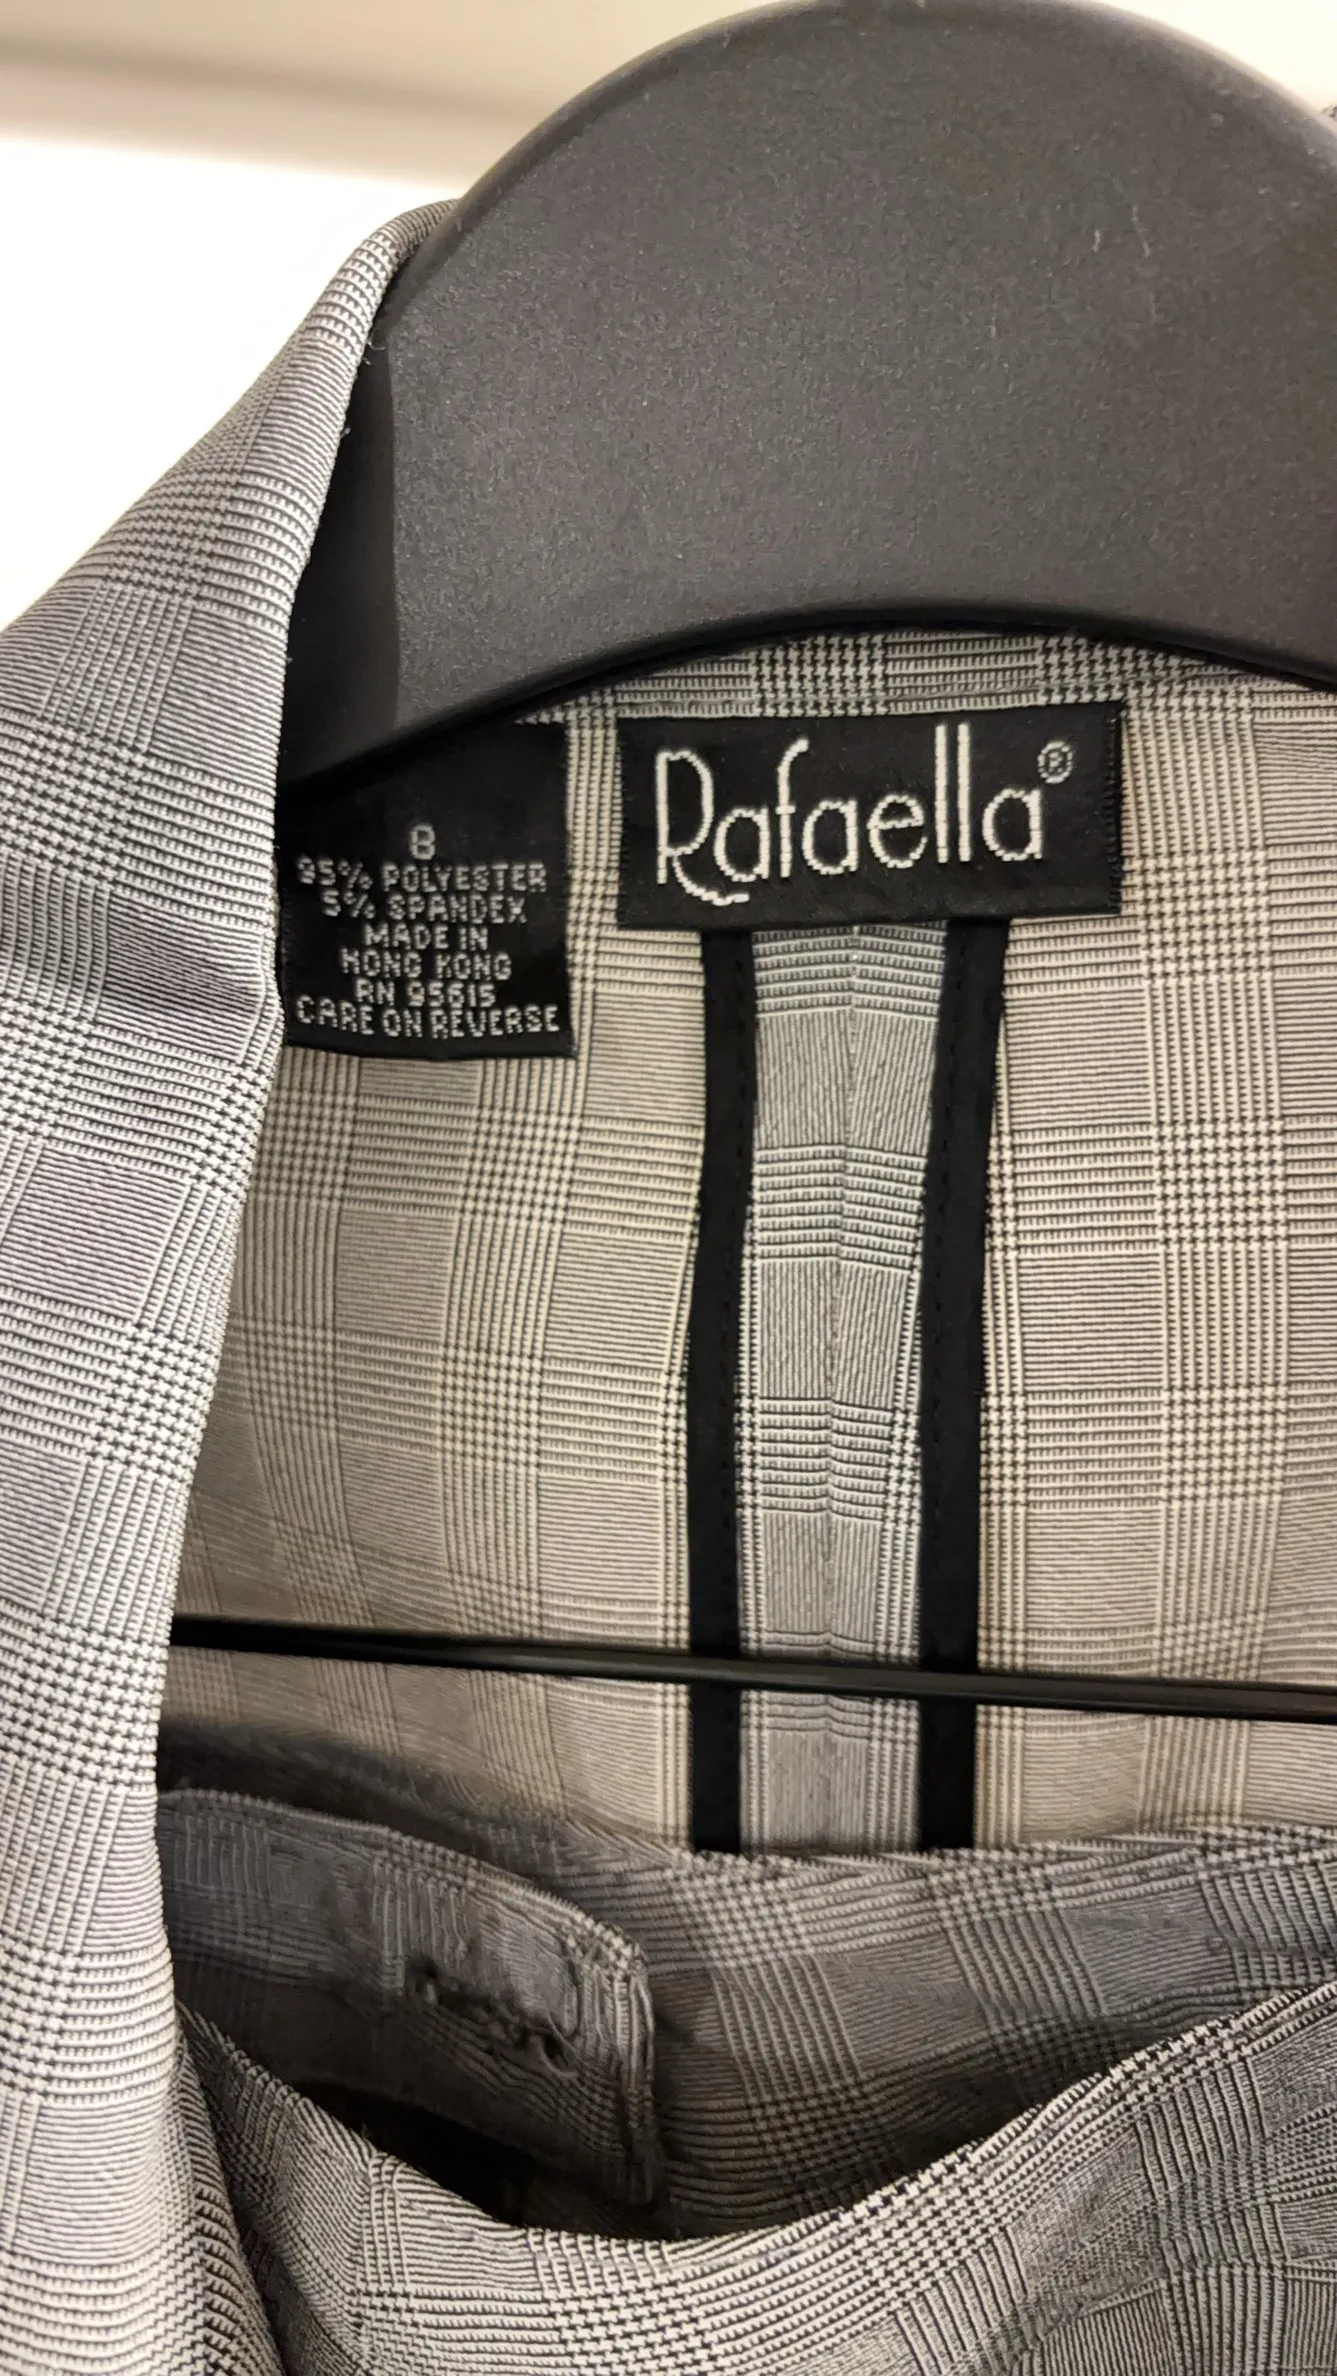 Rafaella®
8
95% POLYESTER
5% SPANDEX
MADE IN
HONG KONG
RN 95615
CARE ON REVERSE